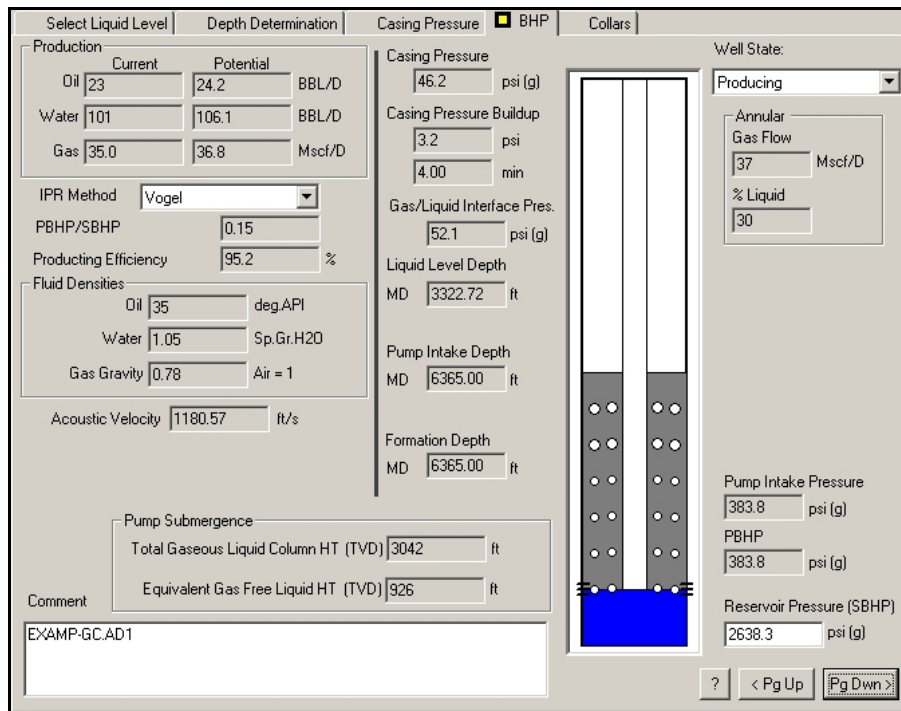 Select Liquid Level Depth Determination Casing Pressure BHP Collars
Production
Current Potential
Oil 23 24.2 BBL/D
Water 101 106.1 BBL/D
Gas 35.0 36.8 Mscf/D
IPR Method Vogel
PBHP/SBHP 0.15
Producting Efficiency 95.2 %
Fluid Densities
Oil 35 deg.API
Water 1.05 Sp.Gr.H2O
Gas Gravity 0.78 Air = 1
Acoustic Velocity 1180.57 ft/s
Casing Pressure
46.2 psi (g)
Casing Pressure Buildup
3.2 psi
4.00 min
Gas/Liquid Interface Pres.
52.1 psi (g)
Liquid Level Depth
MD 3322.72 ft
Pump Intake Depth
MD 6365.00 ft
Formation Depth
MD 6365.00 ft
Well State:
Producing
Annular
Gas Flow
37 Mscf/D
% Liquid
30
Pump Intake Pressure
383.8 psi (g)
PBHP
383.8 psi (g)
Reservoir Pressure (SBHP)
2638.3 psi (g)
Pump Submergence
Total Gaseous Liquid Column HT (TVD) 3042 ft
Equivalent Gas Free Liquid HT (TVD) 926 ft
Comment
EXAMP-GC.AD1
? < Pg Up Pg Dwn >